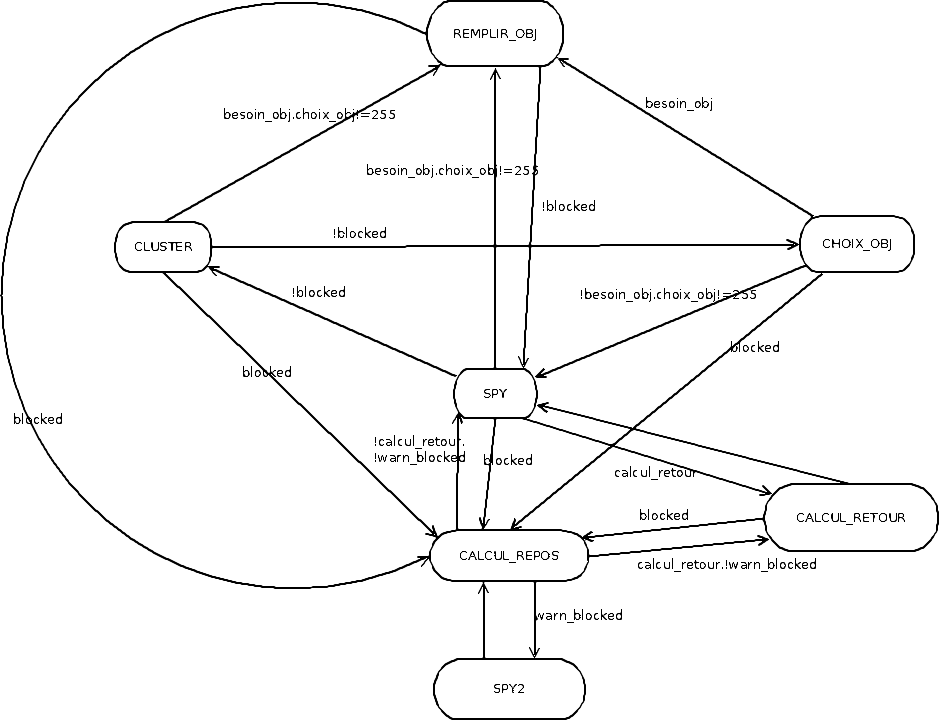 REMPLIR_OBJ
besoin_obj
besoin_obj.choix_obj!=255
besoin_obj.choix_obj!=255
!blocked
!blocked
CLUSTER
CHOIX_OBJ
!blocked
!besoin_obj.choix_obj!=255
blocked
blocked
SPY
blocked
!calcul_retour.
!warn_blocked
blocked
calcul_retour
blocked
CALCUL_RETOUR
CALCUL_REPOS
calcul_retour.!warn_blocked
warn_blocked
SPY2